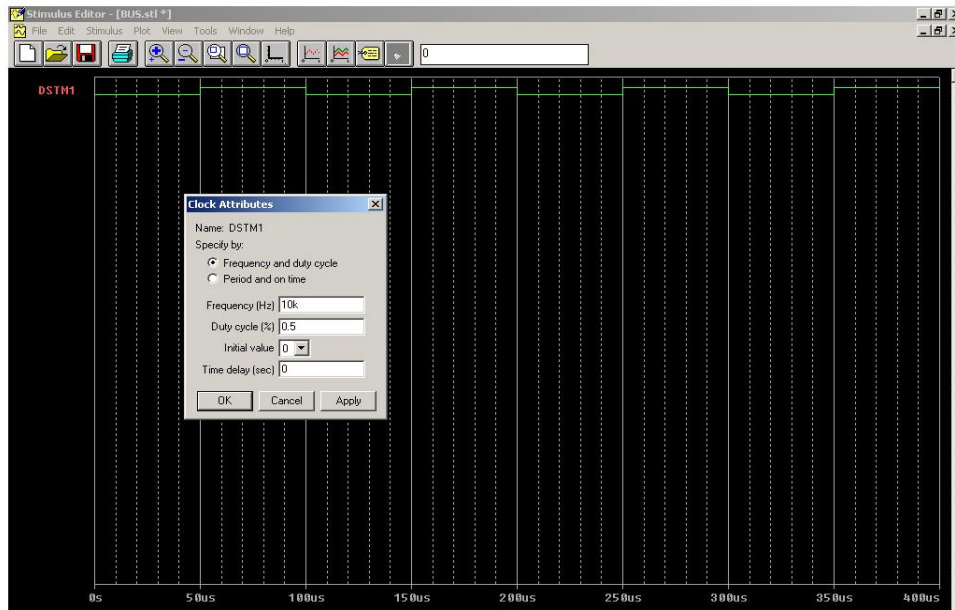 Stimulus Editor - [BUS.stl *]
File Edit Stimulus Plot View Tools Window Help
0
DSTM1
Clock Attributes
Name: DSTM1
Specify by:
Frequency and duty cycle
Period and on time
Frequency (Hz) 10k
Duty cycle (%) 0.5
Initial value 0
Time delay (sec) 0
OK Cancel Apply
0s 50us 100us 150us 200us 250us 300us 350us 400us